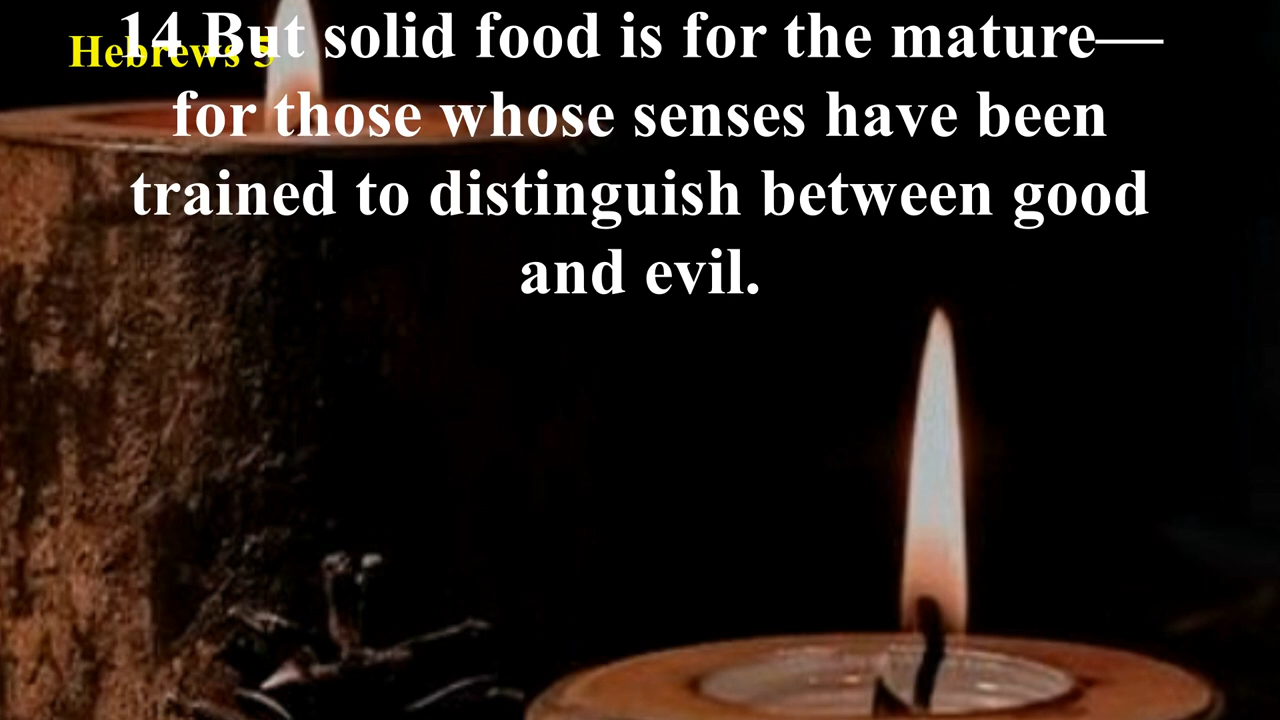 Hebrews 5
14 But solid food is for the mature—
for those whose senses have been
trained to distinguish between good
and evil.